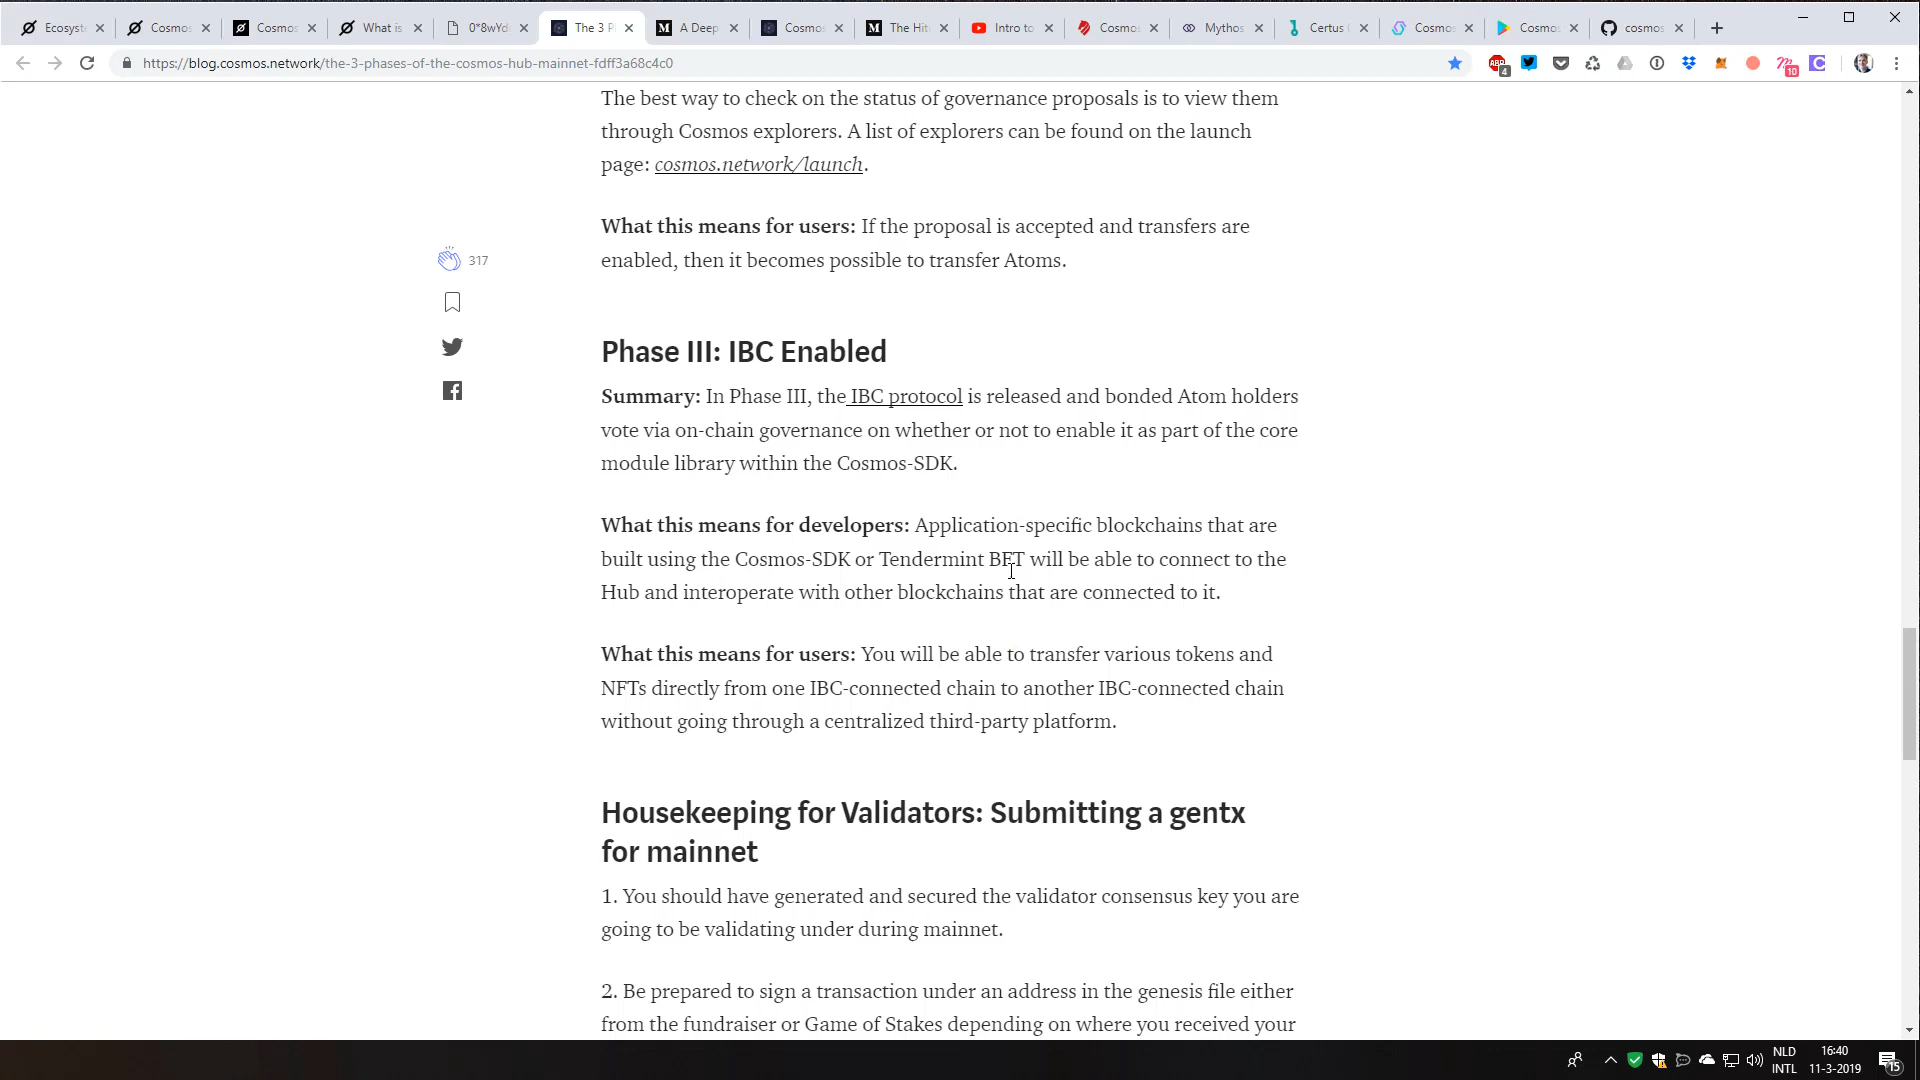 Ecosyst
Cosmos
Cosmos
What is
0*8wYd
The 3 P
A Deep
Cosmos
The Hit
Intro to
Cosmos
Mythos
Certus
Cosmos
Cosmos
cosmos
https://blog.cosmos.network/the-3-phases-of-the-cosmos-hub-mainnet-fdff3a68c4c0
ABP
4
10
The best way to check on the status of governance proposals is to view them
through Cosmos explorers. A list of explorers can be found on the launch
page: cosmos.network/launch.
What this means for users: If the proposal is accepted and transfers are
enabled, then it becomes possible to transfer Atoms.
317
Phase III: IBC Enabled
Summary: In Phase III, the IBC protocol is released and bonded Atom holders
vote via on-chain governance on whether or not to enable it as part of the core
module library within the Cosmos-SDK.
What this means for developers: Application-specific blockchains that are
built using the Cosmos-SDK or Tendermint BFT will be able to connect to the
Hub and interoperate with other blockchains that are connected to it.
What this means for users: You will be able to transfer various tokens and
NFTs directly from one IBC-connected chain to another IBC-connected chain
without going through a centralized third-party platform.
Housekeeping for Validators: Submitting a gentx
for mainnet
1. You should have generated and secured the validator consensus key you are
going to be validating under during mainnet.
2. Be prepared to sign a transaction under an address in the genesis file either
from the fundraiser or Game of Stakes depending on where you received your
NLD
INTL
16:40
11-3-2019
15